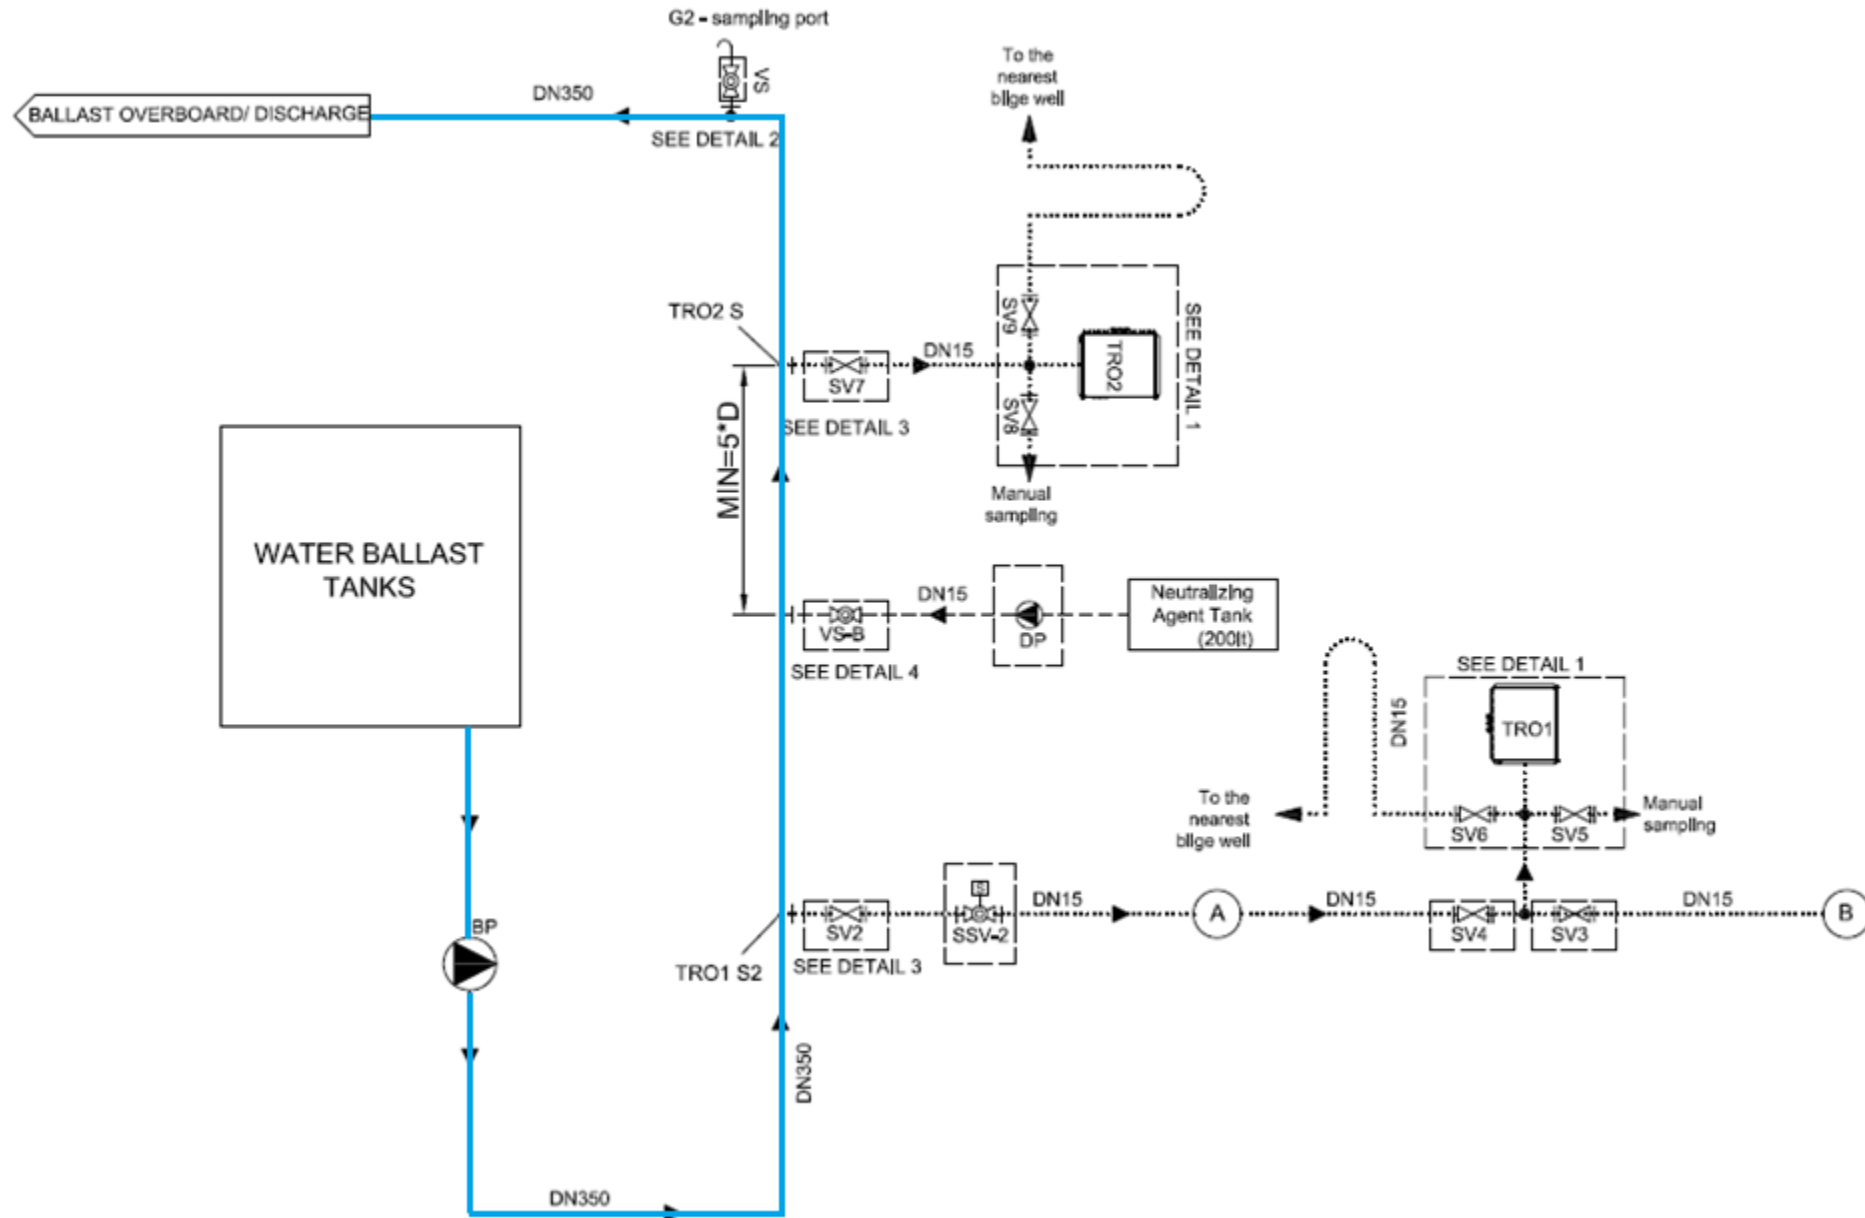 G2 - sampling port
VS
DN350
BALLAST OVERBOARD/ DISCHARGE
SEE DETAIL 2
To the
nearest
bilge well
TRO2 S
SV9
DN15
TRO2
SEE DETAIL 1
SV7
SV8
SEE DETAIL 3
MIN=5*D
Manual
sampling
WATER BALLAST
TANKS
DN15
Neutralizing
Agent Tank
(200lt)
VS-B
DP
SEE DETAIL 4
SEE DETAIL 1
DN15
TRO1
To the
nearest
bilge well
SV6
SV5
Manual
sampling
BP
SV2
S
SSV-2
DN15
A
DN15
SV4
SV3
DN15
B
TRO1 S2
SEE DETAIL 3
DN350
DN350